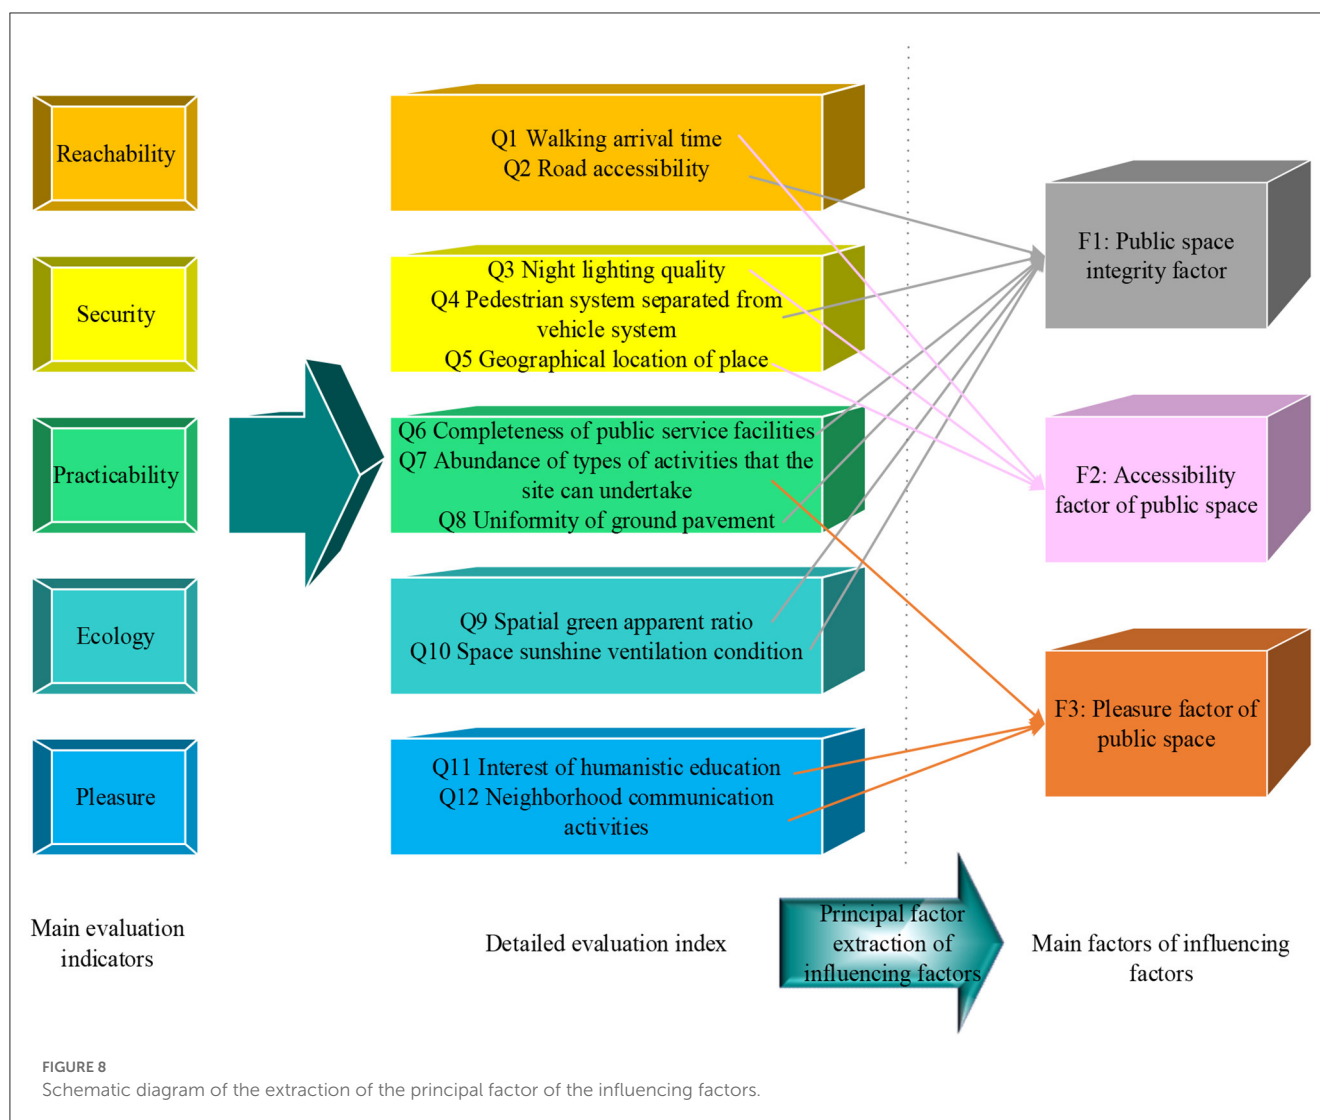 Reachability
Q1 Walking arrival time
Q2 Road accessibility
F1: Public space
integrity factor
Security
Q3 Night lighting quality
Q4 Pedestrian system separated from
vehicle system
Q5 Geographical location of place
Practicability
Q6 Completeness of public service facilities
Q7 Abundance of types of activities that the
site can undertake
Q8 Uniformity of ground pavement
F2: Accessibility
factor of public space
Ecology
Q9 Spatial green apparent ratio
Q10 Space sunshine ventilation condition
F3: Pleasure factor of
public space
Pleasure
Q11 Interest of humanistic education
Q12 Neighborhood communication
activities
Main evaluation
indicators
Detailed evaluation index
Principal factor
extraction of
influencing factors
Main factors of influencing
factors
FIGURE 8
Schematic diagram of the extraction of the principal factor of the influencing factors.